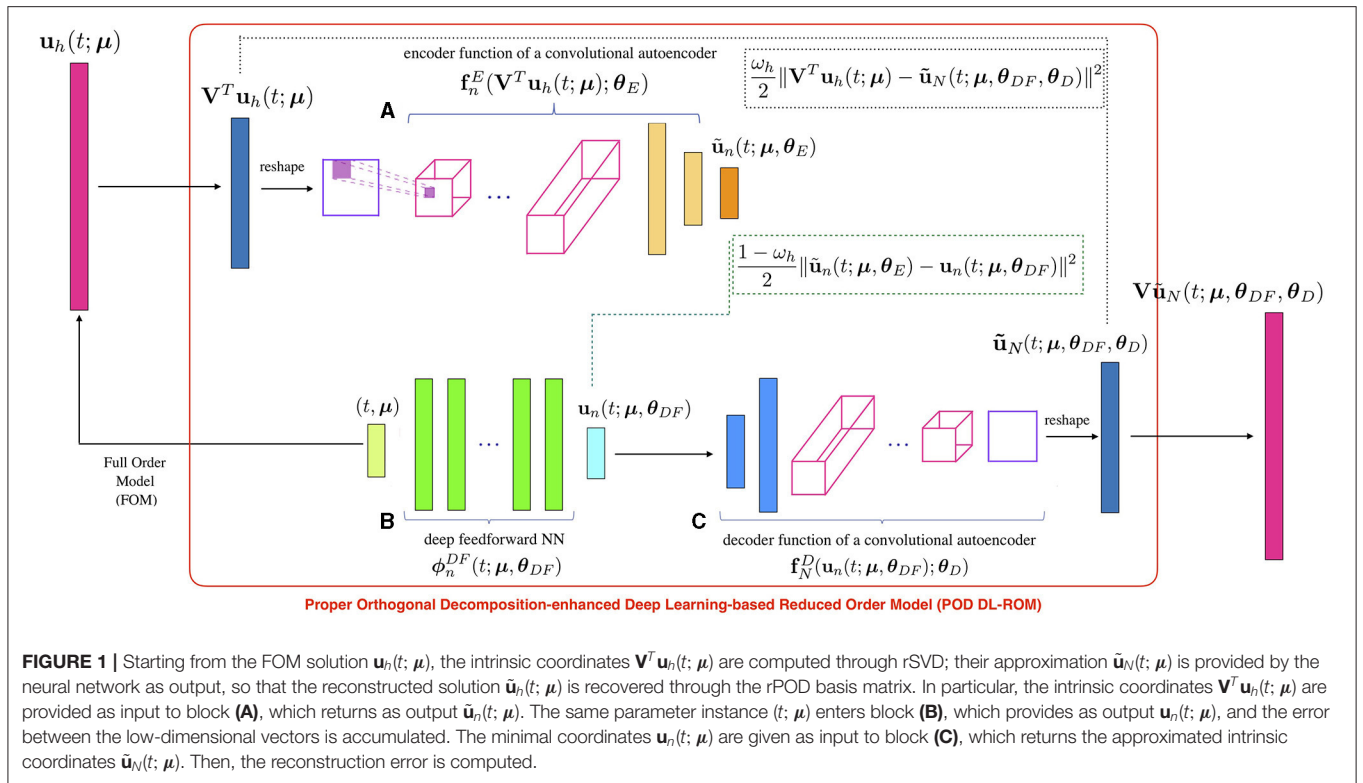 u_h(t; μ)
encoder function of a convolutional autoencoder
f_n^E(V^T u_h(t; μ); θ_E)
ω_h/2 ‖V^T u_h(t; μ) − ũ_N(t; μ, θ_DF, θ_D)‖²
V^T u_h(t; μ)
A
ũ_n(t; μ, θ_E)
reshape
...
(1 − ω_h)/2 ‖ũ_n(t; μ, θ_E) − u_n(t; μ, θ_DF)‖²
Vũ_N(t; μ, θ_DF, θ_D)
ũ_N(t; μ, θ_DF, θ_D)
(t, μ)
u_n(t; μ, θ_DF)
reshape
...
...
Full Order
Model
(FOM)
B
C
deep feedforward NN
decoder function of a convolutional autoencoder
ϕ_n^DF(t; μ, θ_DF)
f_N^D(u_n(t; μ, θ_DF); θ_D)
Proper Orthogonal Decomposition-enhanced Deep Learning-based Reduced Order Model (POD DL-ROM)
FIGURE 1 | Starting from the FOM solution u_h(t; μ), the intrinsic coordinates V^T u_h(t; μ) are computed through rSVD; their approximation ũ_N(t; μ) is provided by the
neural network as output, so that the reconstructed solution ũ_h(t; μ) is recovered through the rPOD basis matrix. In particular, the intrinsic coordinates V^T u_h(t; μ) are
provided as input to block (A), which returns as output ũ_n(t; μ). The same parameter instance (t; μ) enters block (B), which provides as output u_n(t; μ), and the error
between the low-dimensional vectors is accumulated. The minimal coordinates u_n(t; μ) are given as input to block (C), which returns the approximated intrinsic
coordinates ũ_N(t; μ). Then, the reconstruction error is computed.